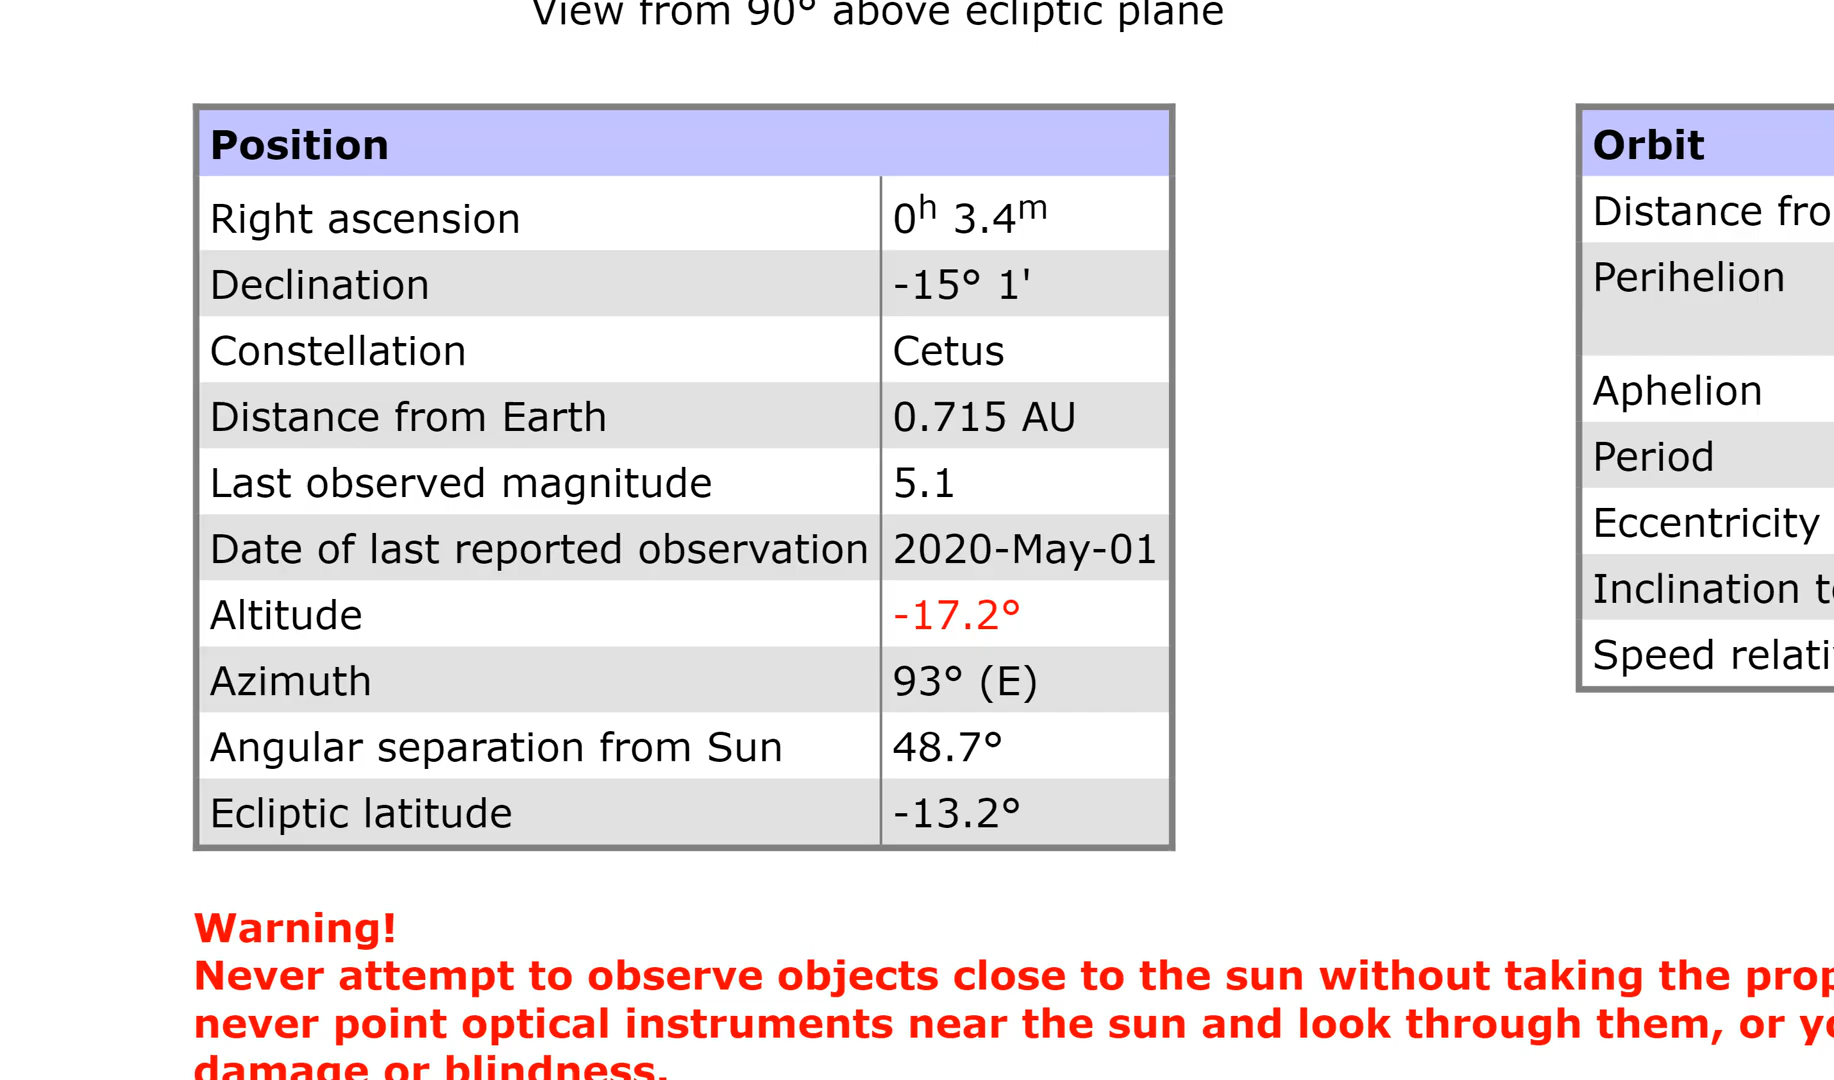 View from 90° above ecliptic plane
Position
Right ascension 0h 3.4m
Declination -15° 1'
Constellation Cetus
Distance from Earth 0.715 AU
Last observed magnitude 5.1
Date of last reported observation 2020-May-01
Altitude -17.2°
Azimuth 93° (E)
Angular separation from Sun 48.7°
Ecliptic latitude -13.2°
Orbit
Distance
Perihelion
Aphelion
Period
Eccentricity
Inclination
Speed
Warning!
Never attempt to observe objects close to the sun without taking the
never point optical instruments near the sun and look through them, or
damage or blindness.